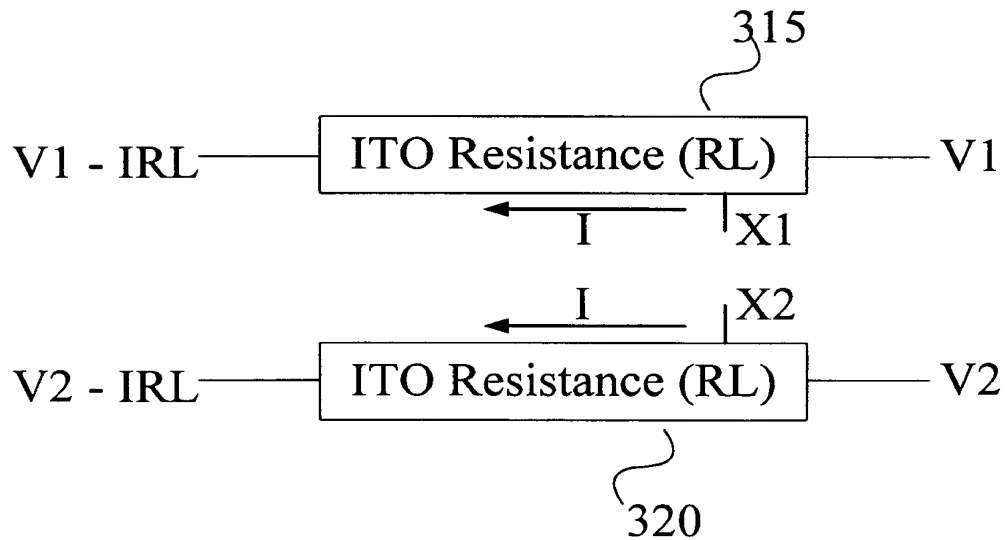 315
V1 - IRL ITO Resistance (RL) V1
I X1
I X2
V2 - IRL ITO Resistance (RL) V2
320